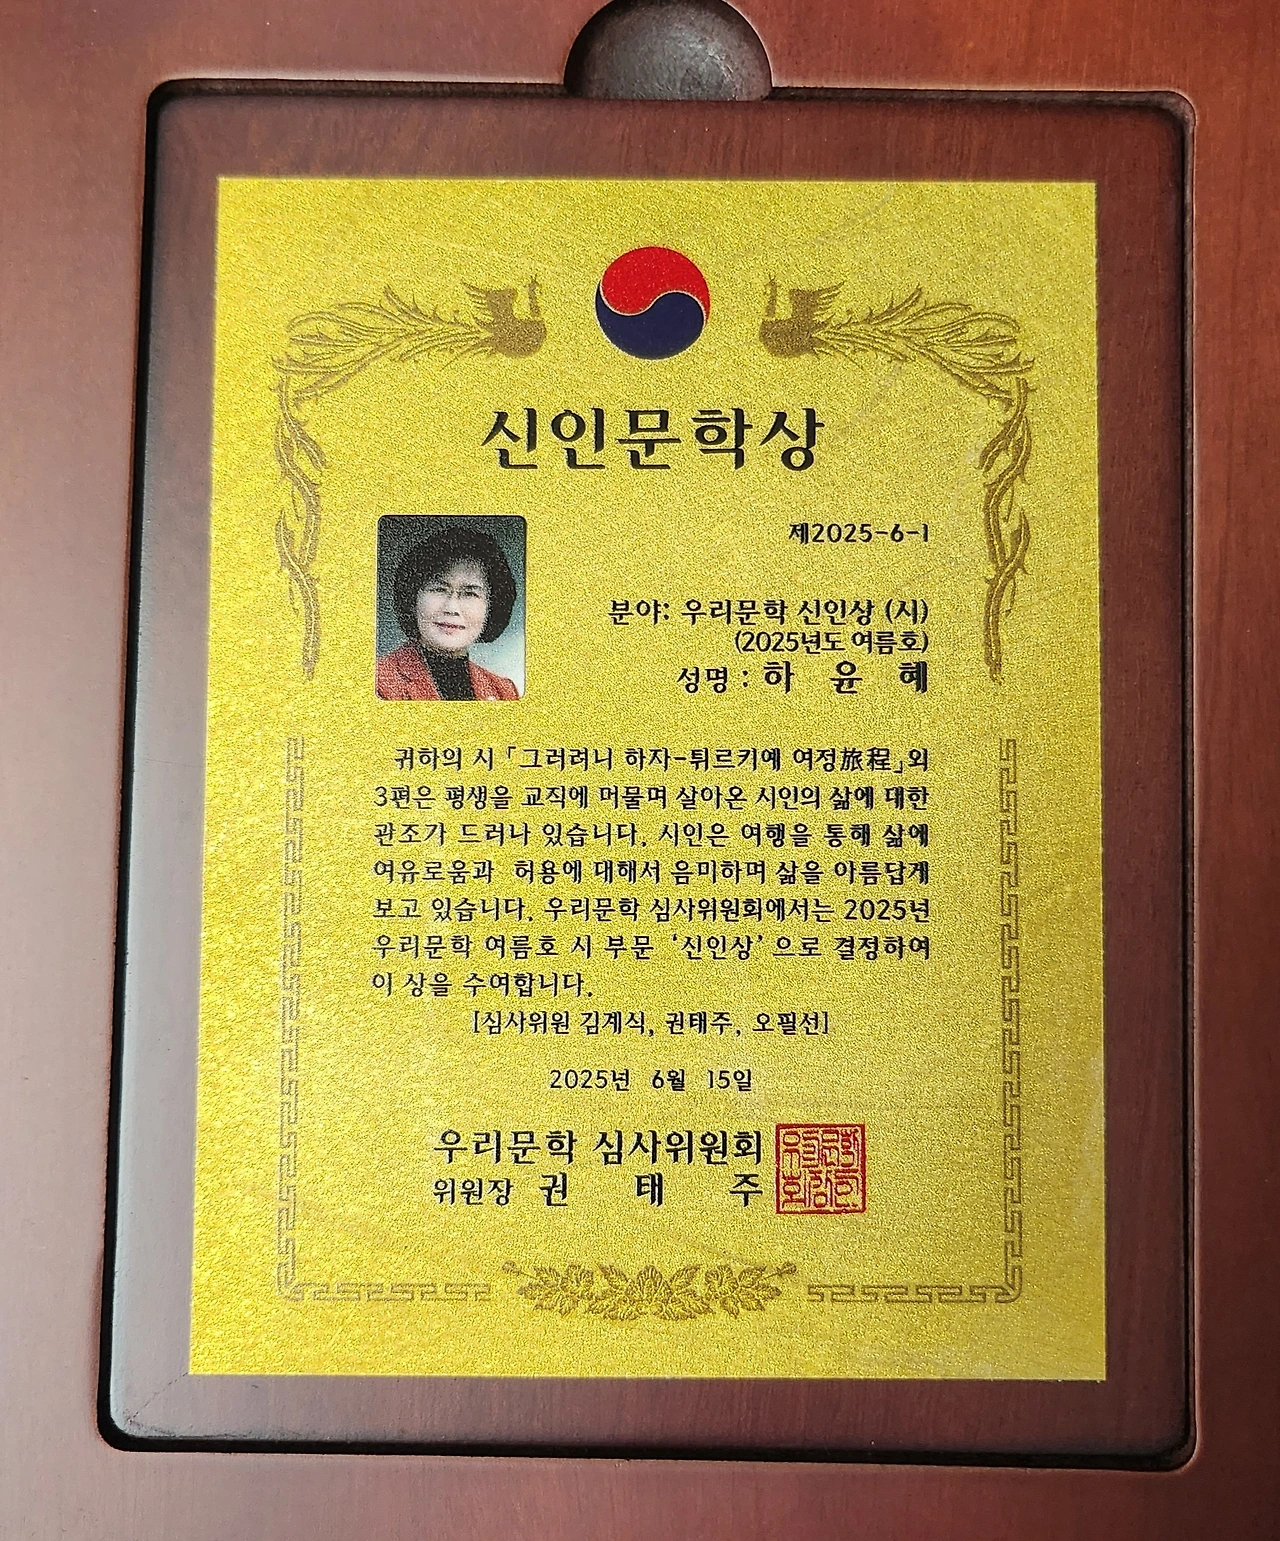 신인문학상
제2025-6-1
분야: 우리문학 신인상 (시)
(2025년도 여름호)
성명 : 하 윤 혜
귀하의 시 「그러려니 하자-튀르키예 여정旅程」외
3편은 평생을 교직에 머물며 살아온 시인의 삶에 대한
관조가 드러나 있습니다. 시인은 여행을 통해 삶에
여유로움과 허용에 대해서 음미하며 삶을 아름답게
보고 있습니다. 우리문학 심사위원회에서는 2025년
우리문학 여름호 시 부문 ‘신인상’ 으로 결정하여
이 상을 수여합니다.
[심사위원 김계식, 권태주, 오필선]
2025년 6월 15일
우리문학 심사위원회
위원장 권 태 주